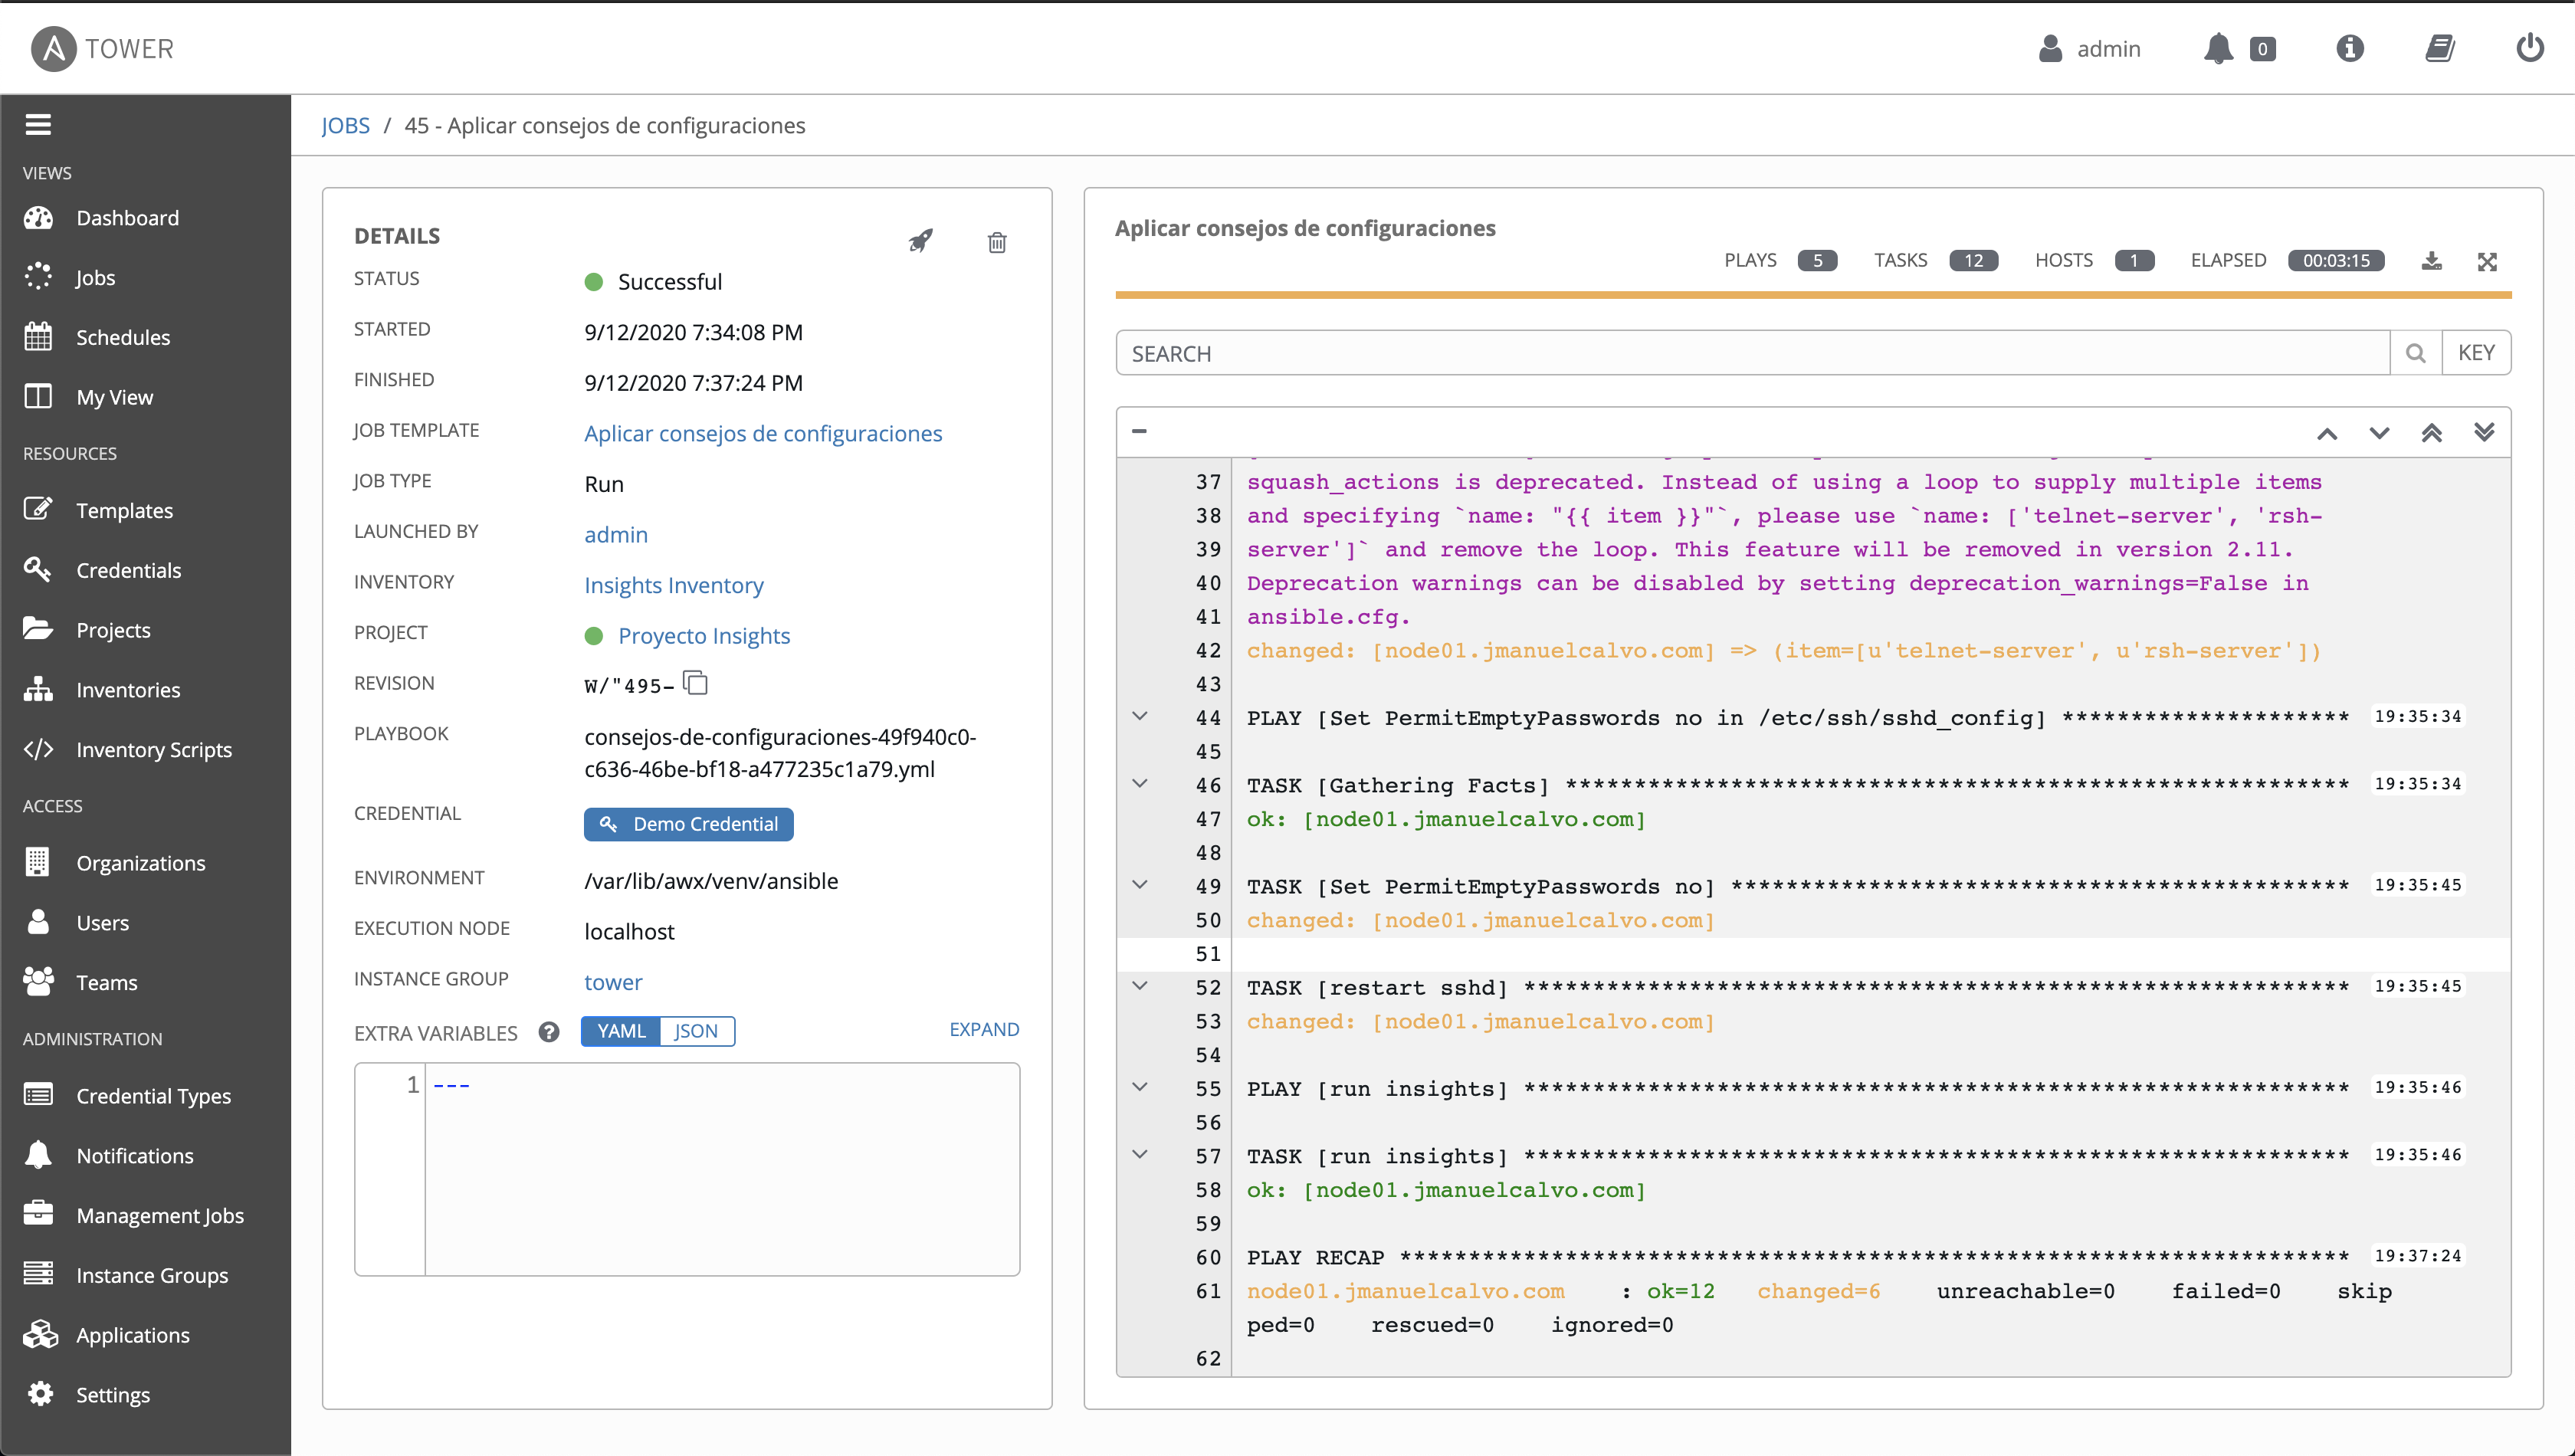 A TOWER
admin
0
VIEWS
Dashboard
Jobs
Schedules
My View
RESOURCES
Templates
Credentials
Projects
Inventories
Inventory Scripts
ACCESS
Organizations
Users
Teams
ADMINISTRATION
Credential Types
Notifications
Management Jobs
Instance Groups
Applications
Settings
JOBS / 45 - Aplicar consejos de configuraciones
DETAILS
STATUS Successful
STARTED 9/12/2020 7:34:08 PM
FINISHED 9/12/2020 7:37:24 PM
JOB TEMPLATE Aplicar consejos de configuraciones
JOB TYPE Run
LAUNCHED BY admin
INVENTORY Insights Inventory
PROJECT Proyecto Insights
REVISION W/"495-
PLAYBOOK consejos-de-configuraciones-49f940c0-
c636-46be-bf18-a477235c1a79.yml
CREDENTIAL Demo Credential
ENVIRONMENT /var/lib/awx/venv/ansible
EXECUTION NODE localhost
INSTANCE GROUP tower
EXTRA VARIABLES ? YAML JSON EXPAND
1 ---
Aplicar consejos de configuraciones
PLAYS 5 TASKS 12 HOSTS 1 ELAPSED 00:03:15
SEARCH KEY
37 squash_actions is deprecated. Instead of using a loop to supply multiple items
38 and specifying `name: "{{ item }}"`, please use `name: ['telnet-server', 'rsh-
39 server']` and remove the loop. This feature will be removed in version 2.11.
40 Deprecation warnings can be disabled by setting deprecation_warnings=False in
41 ansible.cfg.
42 changed: [node01.jmanuelcalvo.com] => (item=[u'telnet-server', u'rsh-server'])
43
44 PLAY [Set PermitEmptyPasswords no in /etc/ssh/sshd_config] ********************* 19:35:34
45
46 TASK [Gathering Facts] ********************************************************* 19:35:34
47 ok: [node01.jmanuelcalvo.com]
48
49 TASK [Set PermitEmptyPasswords no] ********************************************* 19:35:45
50 changed: [node01.jmanuelcalvo.com]
51
52 TASK [restart sshd] ************************************************************ 19:35:45
53 changed: [node01.jmanuelcalvo.com]
54
55 PLAY [run insights] ************************************************************ 19:35:46
56
57 TASK [run insights] ************************************************************ 19:35:46
58 ok: [node01.jmanuelcalvo.com]
59
60 PLAY RECAP ********************************************************************* 19:37:24
61 node01.jmanuelcalvo.com : ok=12 changed=6 unreachable=0 failed=0 skip
ped=0 rescued=0 ignored=0
62